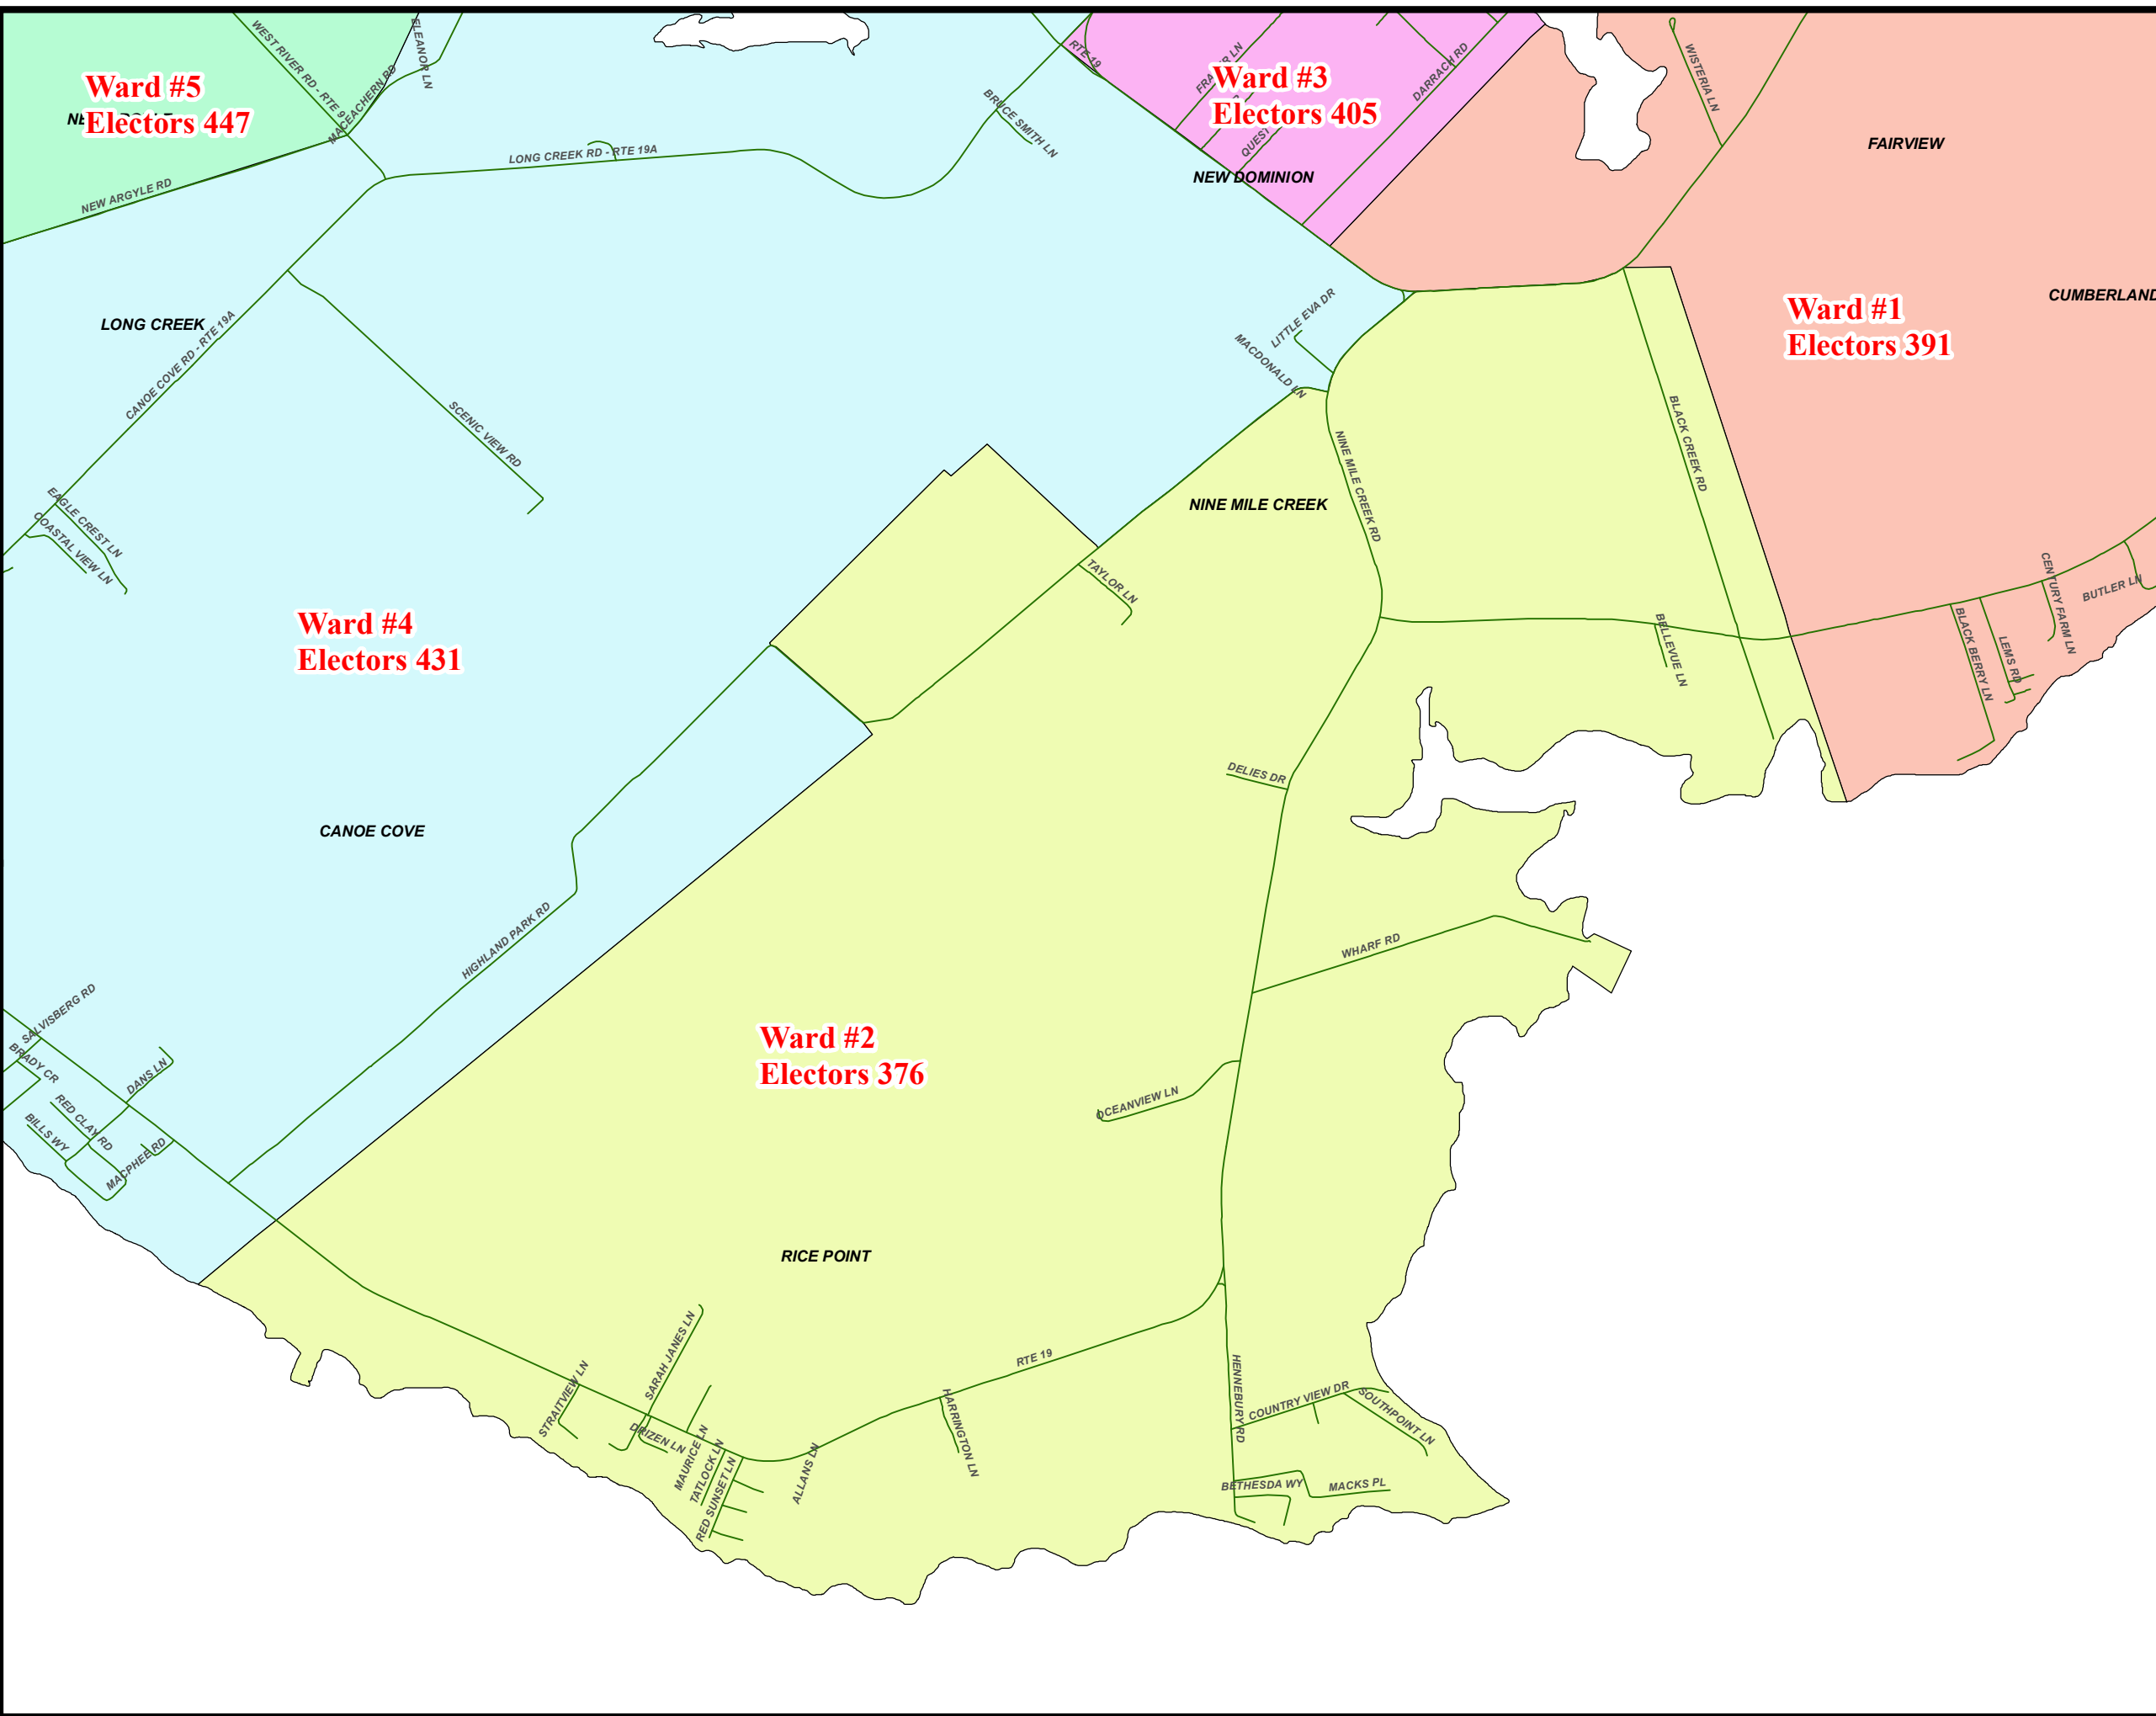 WEST RIVER RD - RTE 9
ELEANOR LN
MACEACHERN RD
Ward #5
Electors 447
NEW ARGYLE RD
LONG CREEK RD - RTE 19A
BRUCE SMITH LN
RTE 19
FRASER LN
Ward #3
Electors 405
DARRACH RD
QUEST
NEW DOMINION
WISTERIA LN
FAIRVIEW
CUMBERLAND
Ward #1
Electors 391
LONG CREEK
CANOE COVE RD - RTE 19A
SCENIC VIEW RD
LITTLE EVA DR
MACDONALD LN
NINE MILE CREEK RD
BLACK CREEK RD
NINE MILE CREEK
EAGLE CREST LN
COASTAL VIEW LN
TAYLOR LN
BELLEVUE LN
BLACK BERRY LN
LEMS RD
CENTURY FARM LN
BUTLER LN
Ward #4
Electors 431
CANOE COVE
DELIES DR
HIGHLAND PARK RD
WHARF RD
SALVISBERG RD
BRADY CR
DANS LN
RED CLAY RD
BILLS WY
MACPHEE RD
Ward #2
Electors 376
OCEANVIEW LN
RICE POINT
STRAITVIEW LN
SARAH JANES LN
DRIZEN LN
MAURICE LN
TATLOCK LN
RED SUNSET LN
ALLANS LN
RTE 19
HARRINGTON LN
HENNEBURY RD
COUNTRY VIEW DR
SOUTHPOINT LN
BETHESDA WY
MACKS PL